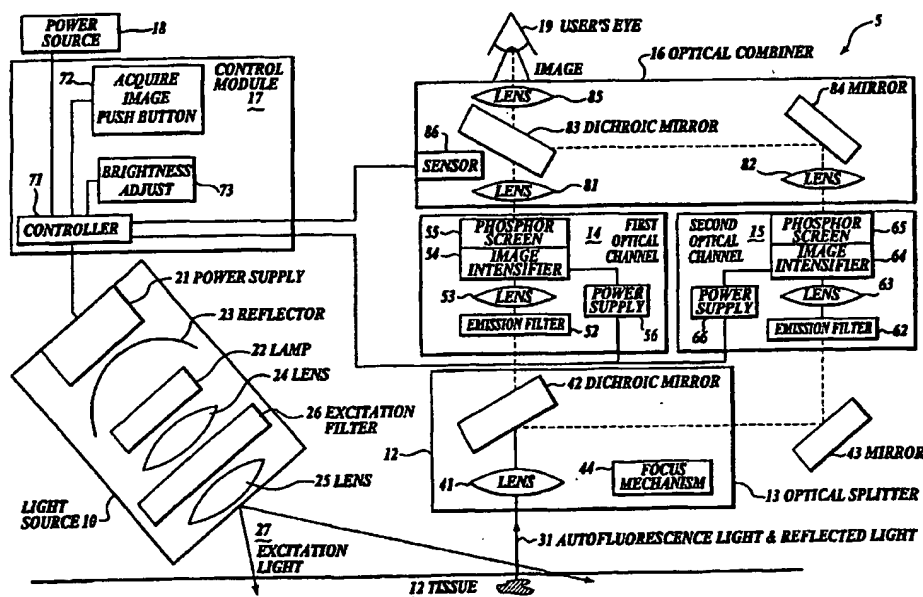 POWER SOURCE
18
72
ACQUIRE IMAGE PUSH BUTTON
CONTROL MODULE
17
71
BRIGHTNESS ADJUST
73
CONTROLLER
21 POWER SUPPLY
23 REFLECTOR
22 LAMP
24 LENS
26 EXCITATION FILTER
25 LENS
LIGHT SOURCE 10
27
EXCITATION LIGHT
19 USER'S EYE
IMAGE
5
16 OPTICAL COMBINER
LENS
85
84 MIRROR
86
83 DICHROIC MIRROR
SENSOR
82
LENS
LENS
81
55
PHOSPHOR SCREEN
14
FIRST OPTICAL CHANNEL
54
IMAGE INTENSIFIER
53
LENS
POWER SUPPLY
EMISSION FILTER
52
56
SECOND OPTICAL CHANNEL
15
PHOSPHOR SCREEN
65
IMAGE INTENSIFIER
64
POWER SUPPLY
LENS
63
66
EMISSION FILTER
62
42 DICHROIC MIRROR
12
41
LENS
44
FOCUS MECHANISM
43 MIRROR
13 OPTICAL SPLITTER
31 AUTOFLUORESCENCE LIGHT & REFLECTED LIGHT
12 TISSUE